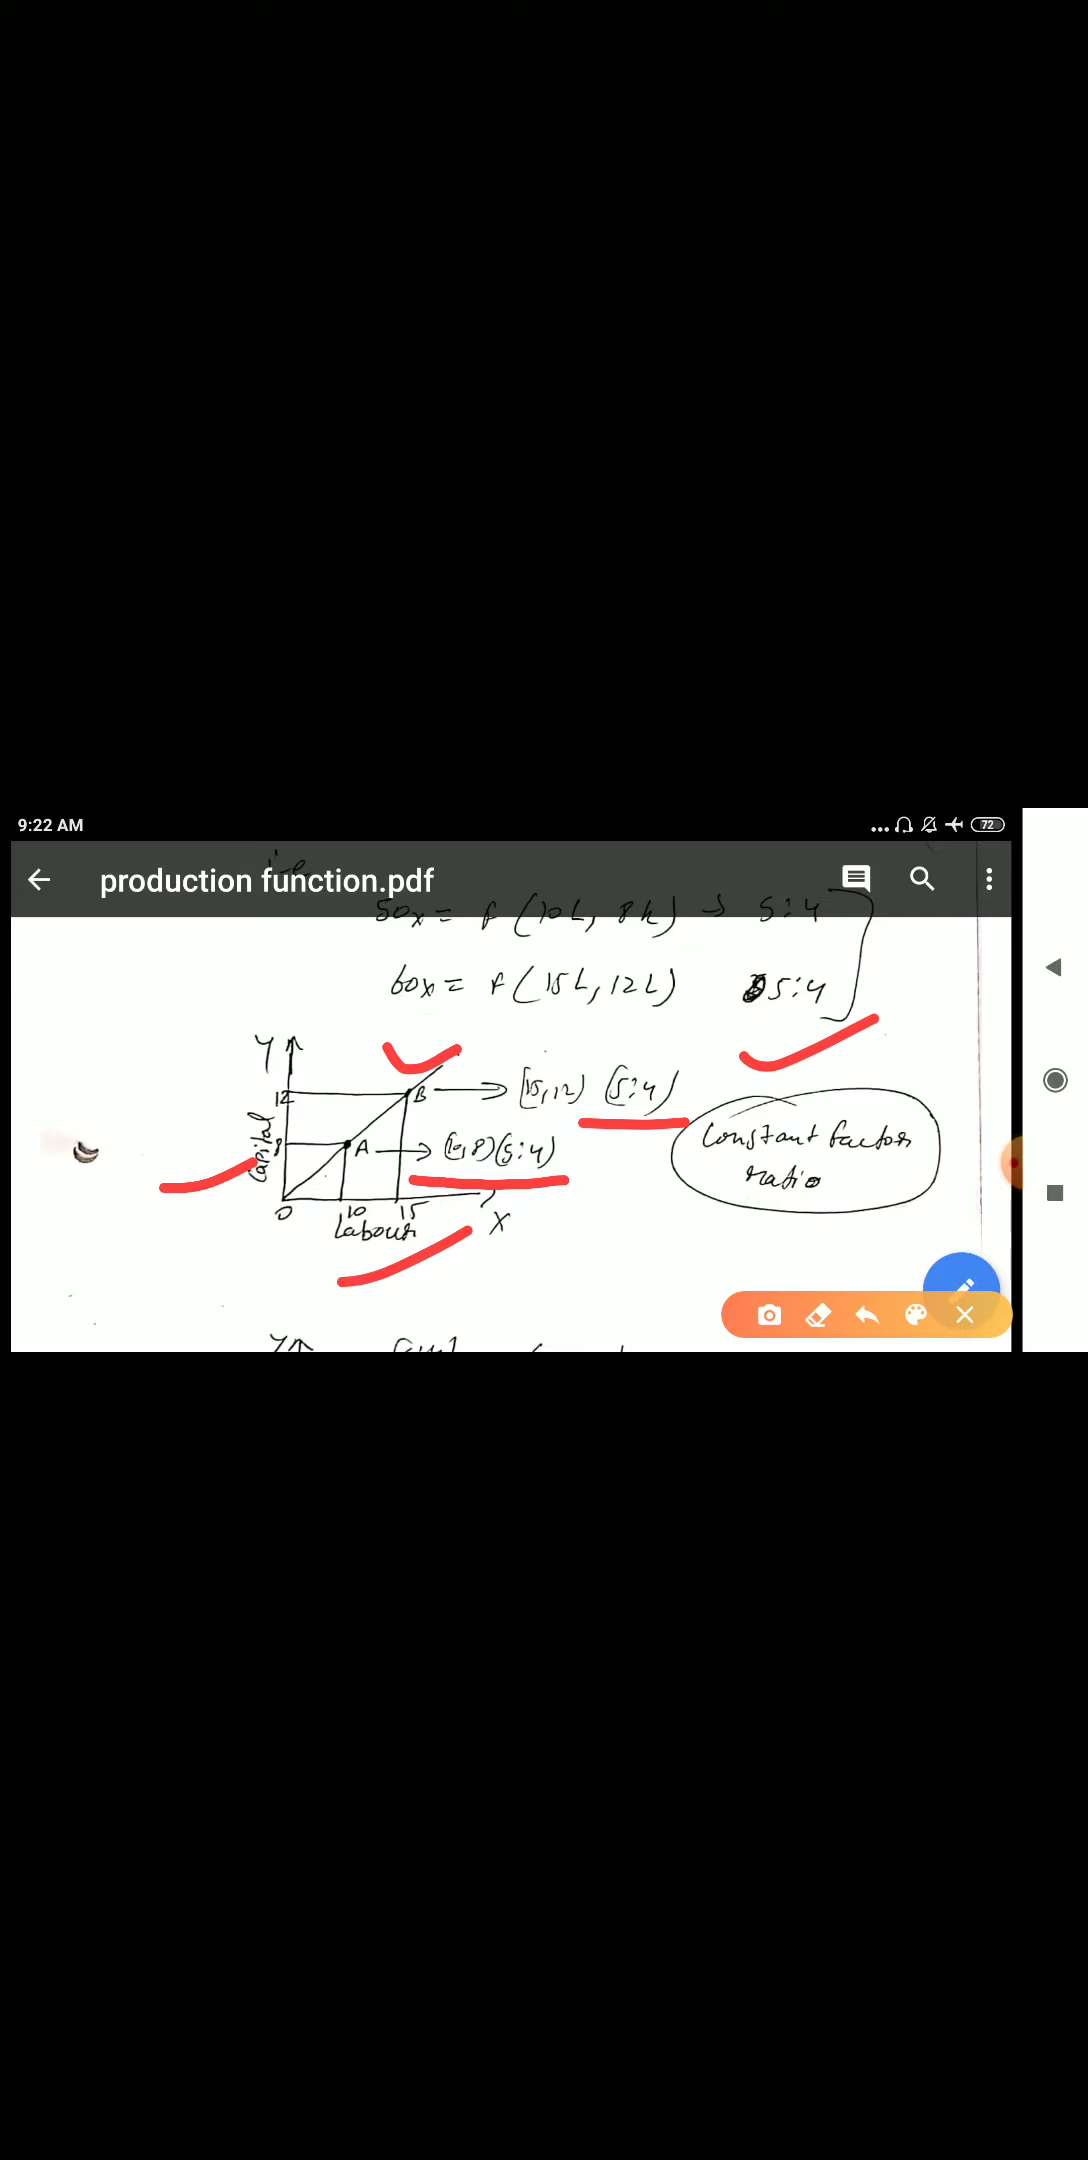 9:22 AM
72
i-e
production function.pdf
50x = f (10L, 8k) → 5:4
60x = f (15L, 12L) 5:4
Y
12 B → (15,12) (5:4)
8 A → (10,8) (5:4)
Capital
Constant factor
ratio
0 10 15 X
Labour
Y